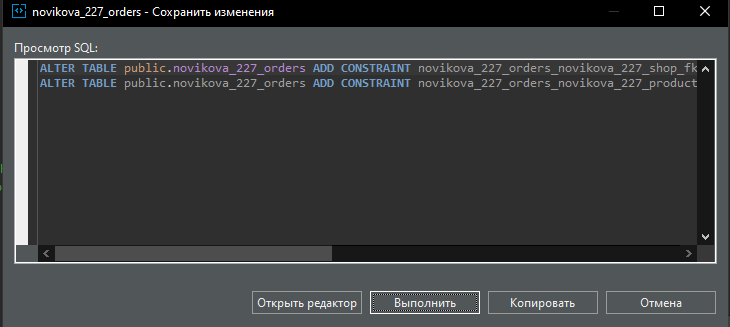 novikova_227_orders - Сохранить изменения
Просмотр SQL:
ALTER TABLE public.novikova_227_orders ADD CONSTRAINT novikova_227_orders_novikova_227_shop_fk
ALTER TABLE public.novikova_227_orders ADD CONSTRAINT novikova_227_orders_novikova_227_product
Открыть редактор Выполнить Копировать Отмена